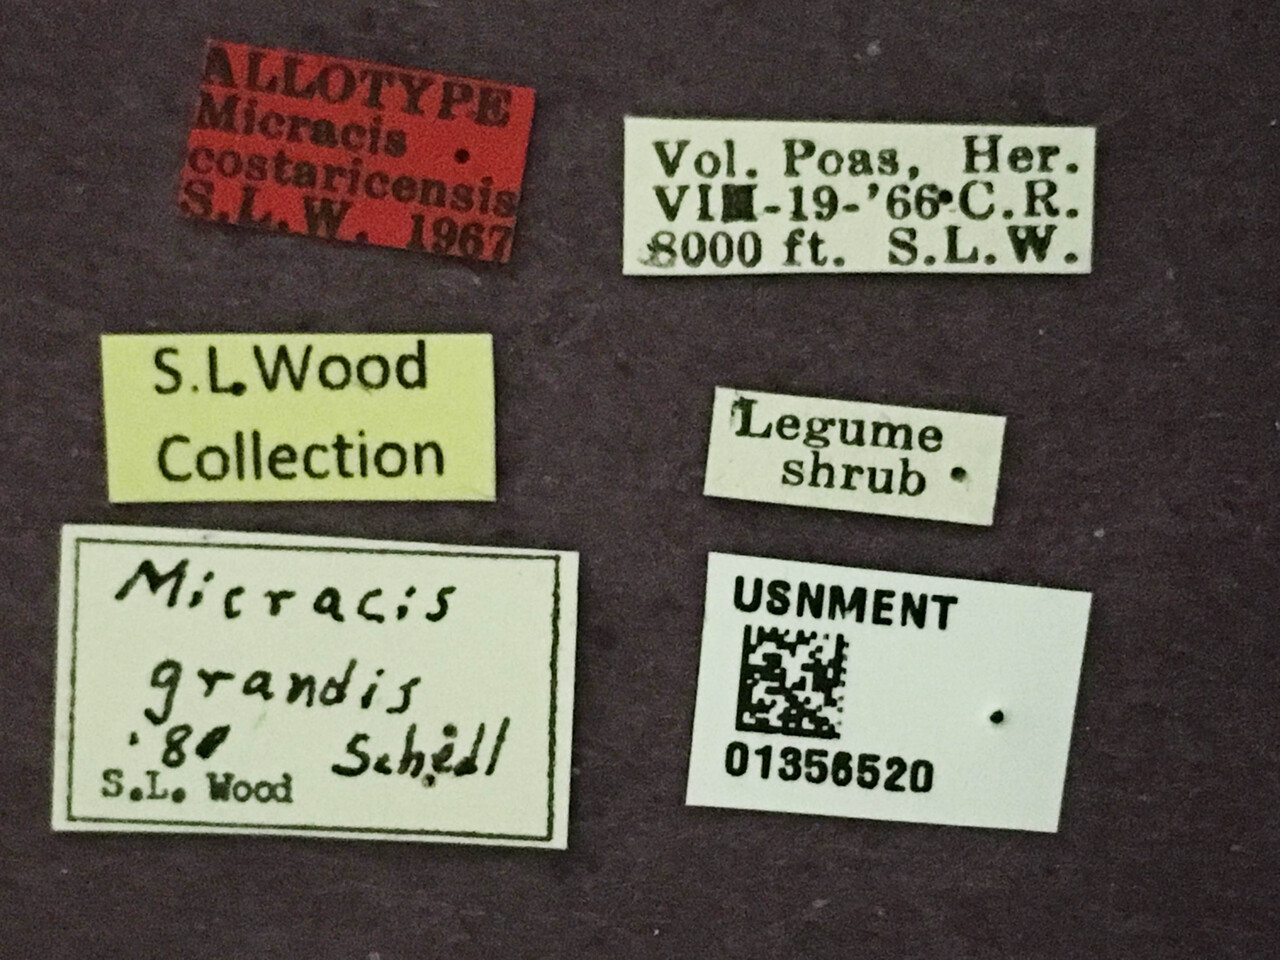 ALLOTYPE
Micracis
costaricensis
S.L.W. 1967
Vol. Poas, Her.
-19-'66 C.R.
8000 ft. S.L.W.
S.L.Wood
Collection
Legume
shrub
Micracis
grandis
'80 Schedl
S.L. Wood
USNMENT
01356520